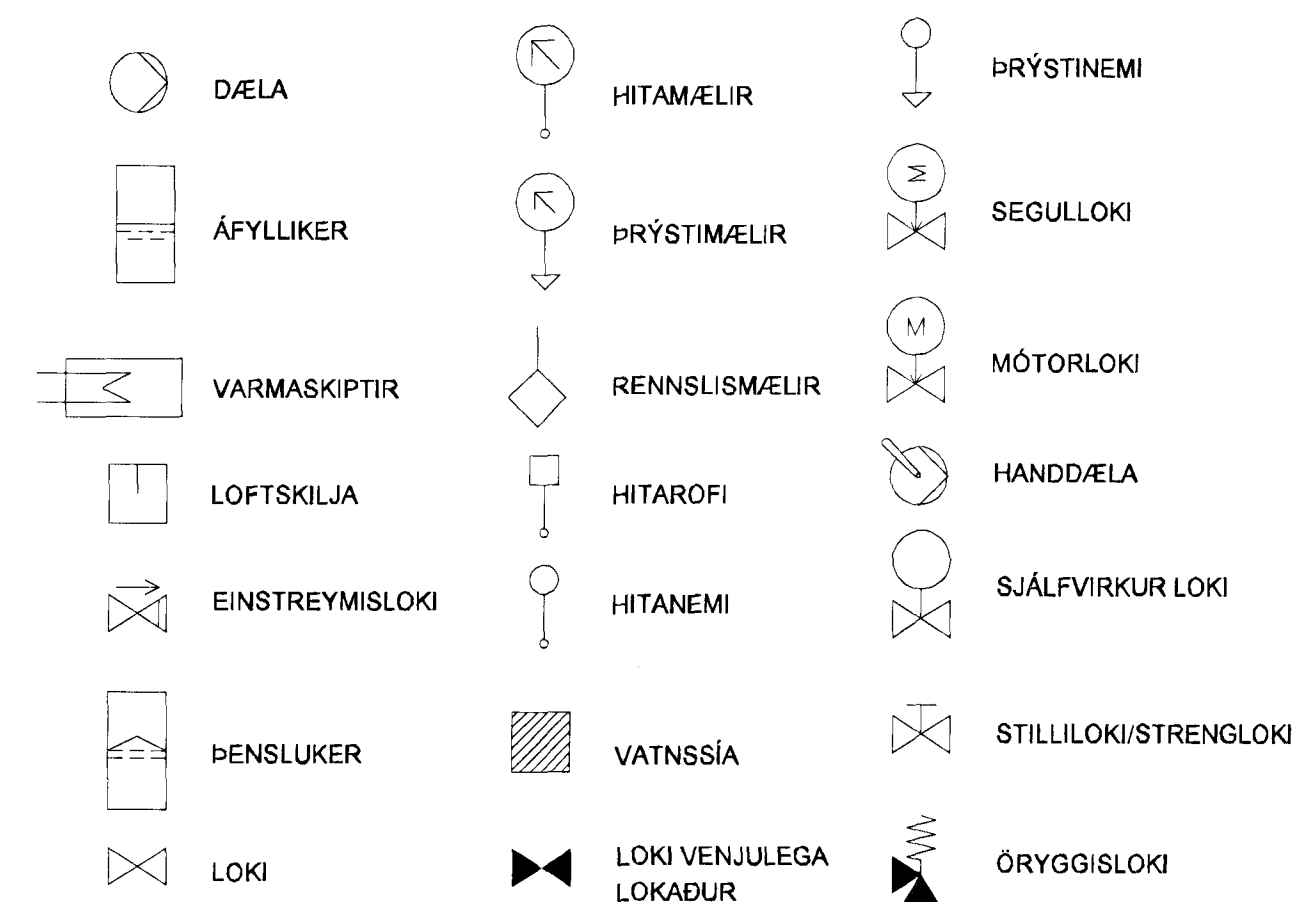 DÆLA
ÁFYLLIKER
VARMASKIPTIR
LOFTSKILJA
EINSTREYMISLOKI
ÞENSLUKER
LOKI
HITAMÆLIR
ÞRÝSTIMÆLIR
RENNSLISMÆLIR
HITAROFI
HITANEMI
VATNSSÍA
LOKI VENJULEGA
LOKAÐUR
ÞRÝSTINEMI
SEGULLOKI
M
MÓTORLOKI
HANDDÆLA
SJÁLFVIRKUR LOKI
STILLILOKI/STRENGLOKI
ÖRYGGISLOKI